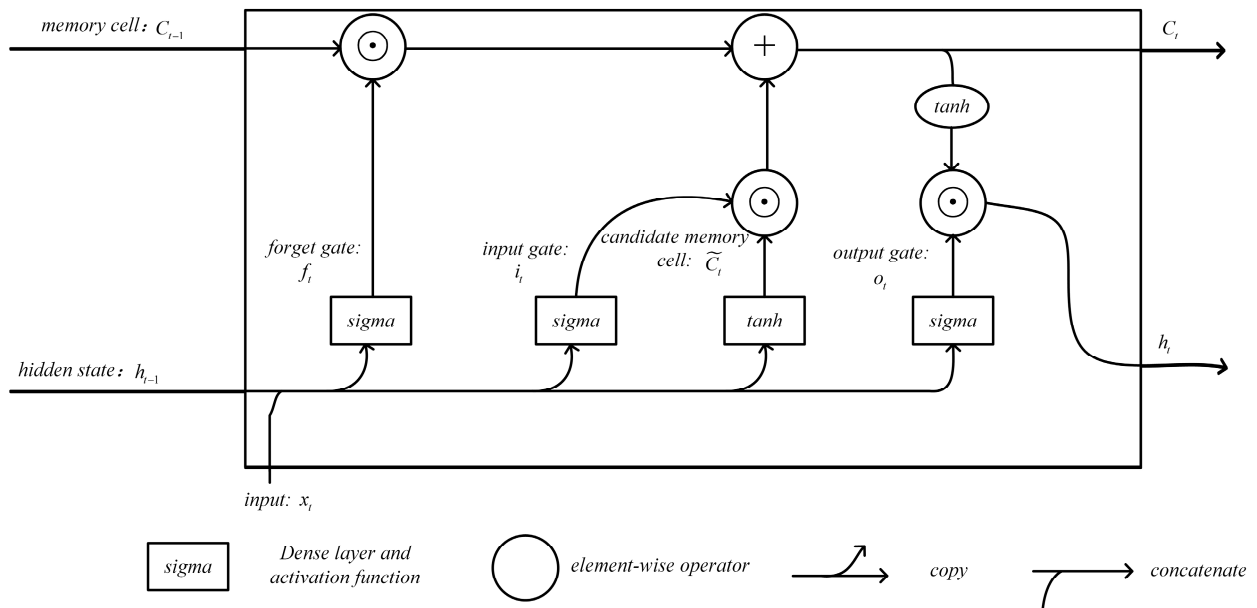 memory cell： C_{t-1}
C_t
+
tanh
forget gate:
f_t
input gate:
i_t
candidate memory
cell: C̃_t
output gate:
o_t
sigma
sigma
tanh
sigma
hidden state： h_{t-1}
h_t
input: x_t
sigma
Dense layer and
activation function
element-wise operator
copy
concatenate